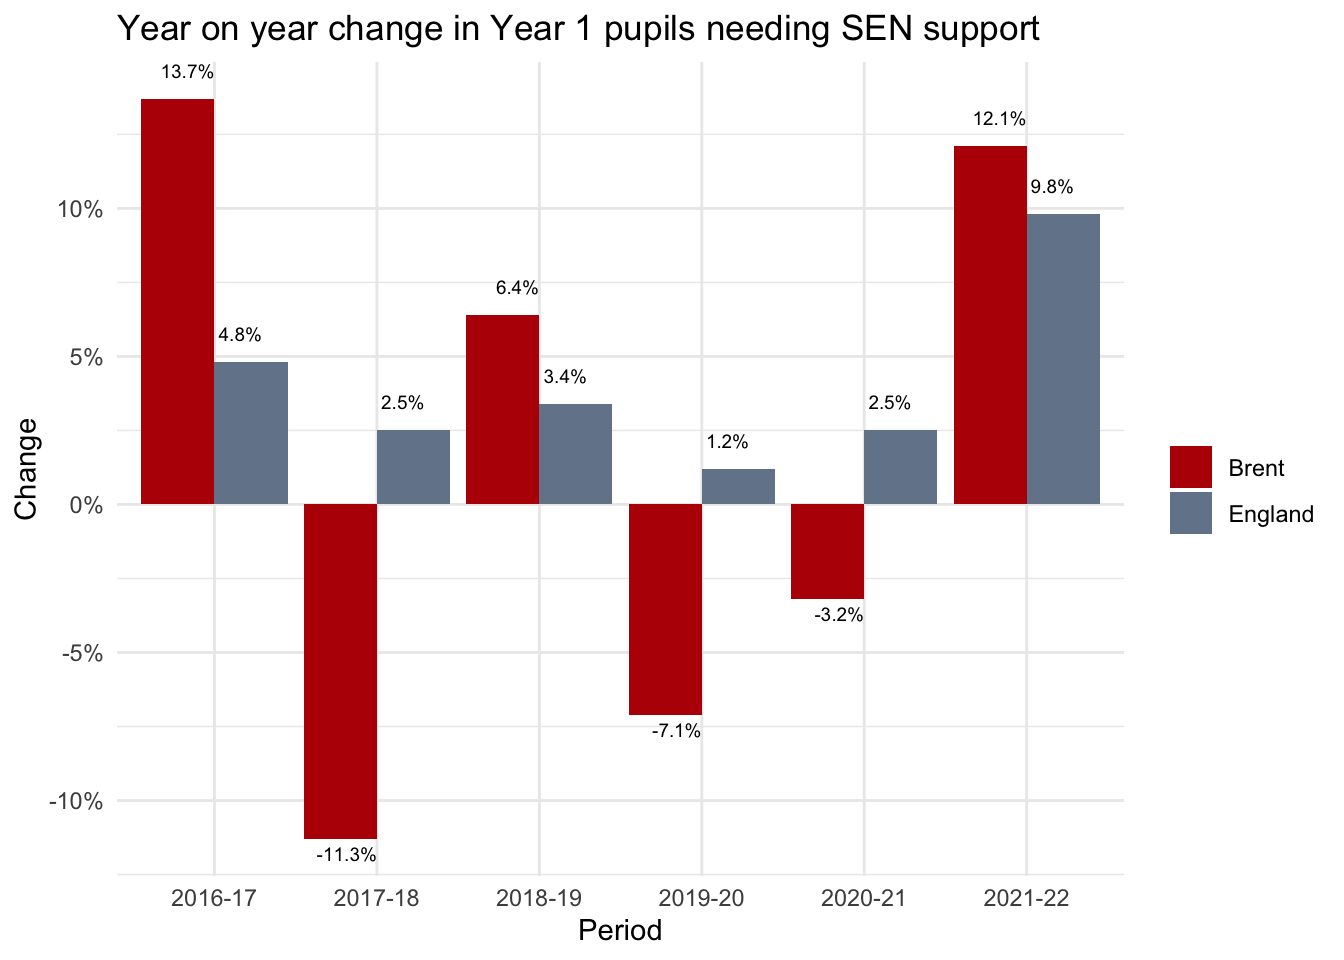 Year on year change in Year 1 pupils needing SEN support
13.7%
12.1%
9.8%
10%
6.4%
4.8%
5%
3.4%
2.5%
2.5%
1.2%
Change
Brent
0%
England
-3.2%
-5%
-7.1%
-10%
-11.3%
2016-17 2017-18 2018-19 2019-20 2020-21 2021-22
Period